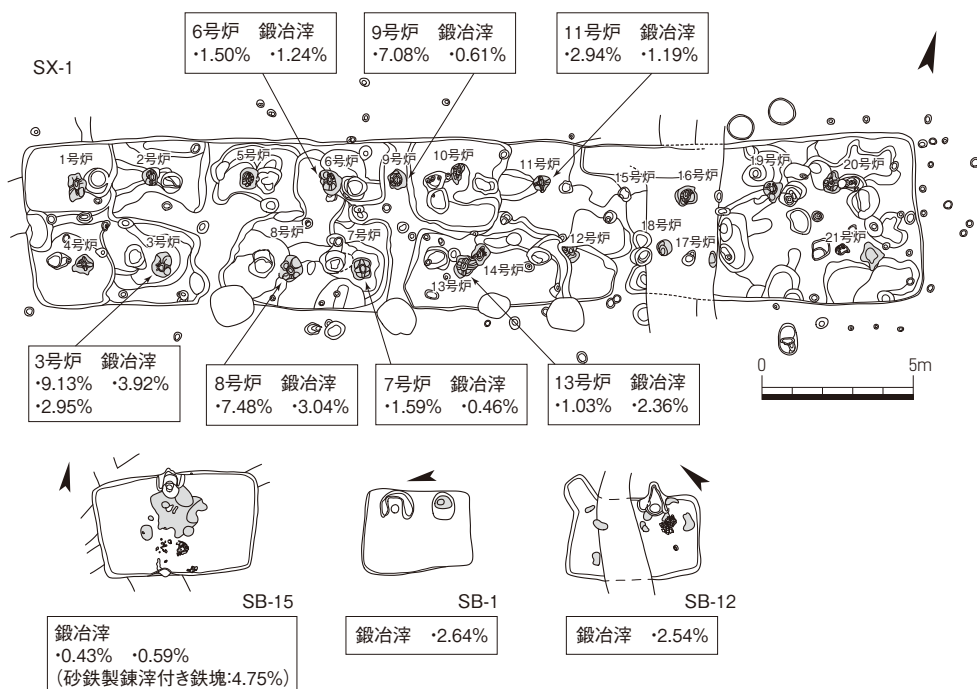 6号炉 鍛冶滓
・1.50% ・1.24%
9号炉 鍛冶滓
・7.08% ・0.61%
11号炉 鍛冶滓
・2.94% ・1.19%
SX-1
1号炉
2号炉
5号炉
6号炉
9号炉
10号炉
11号炉
15号炉
16号炉
19号炉
20号炉
4号炉
3号炉
8号炉
7号炉
13号炉
14号炉
12号炉
18号炉
17号炉
21号炉
3号炉 鍛冶滓
・9.13% ・3.92%
・2.95%
8号炉 鍛冶滓
・7.48% ・3.04%
7号炉 鍛冶滓
・1.59% ・0.46%
13号炉 鍛冶滓
・1.03% ・2.36%
0 5m
SB-15
鍛冶滓
・0.43% ・0.59%
(砂鉄製錬滓付き鉄塊:4.75%)
SB-1
鍛冶滓 ・2.64%
SB-12
鍛冶滓 ・2.54%